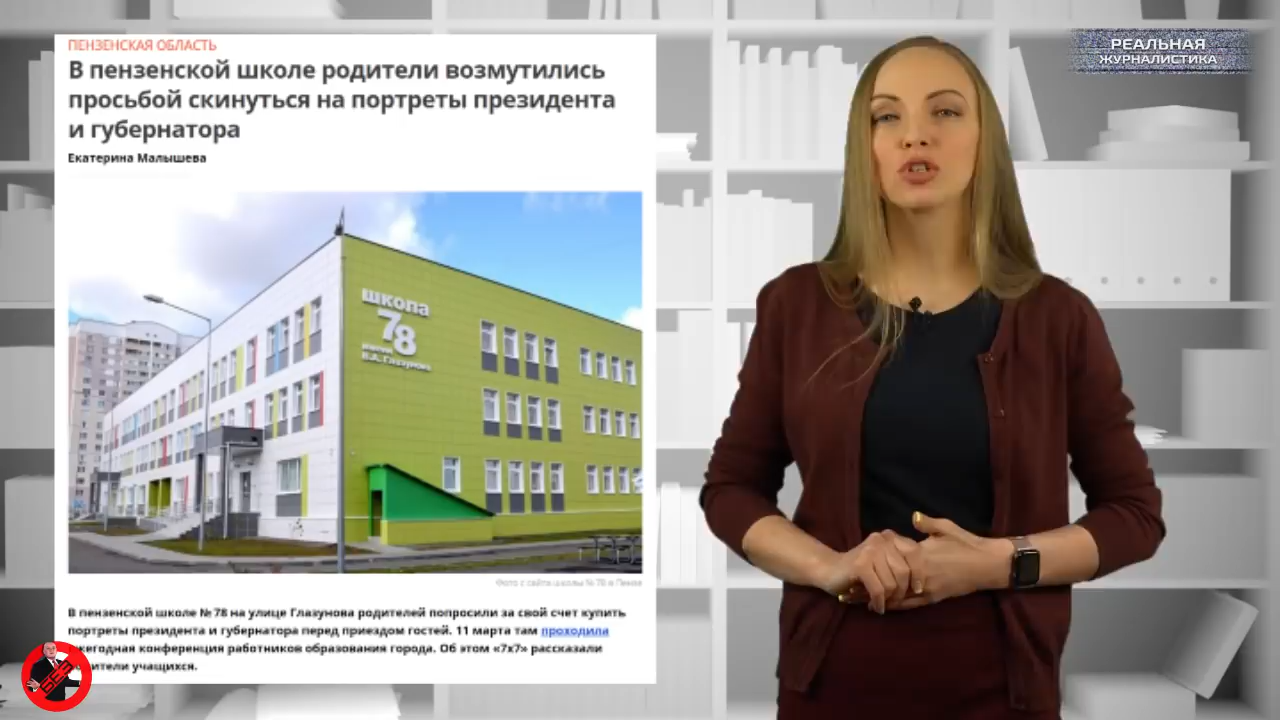 ПЕНЗЕНСКАЯ ОБЛАСТЬ
В пензенской школе родители возмутились
просьбой скинуться на портреты президента
и губернатора
Екатерина Малышева
школа
78
имени
В.А. Глазунова
Фото с сайта школы № 78 в Пензе
В пензенской школе № 78 на улице Глазунова родителей попросили за свой счет купить
портреты президента и губернатора перед приездом гостей. 11 марта там проходила
ежегодная конференция работников образования города. Об этом «7x7» рассказали
родители учащихся.
РЕАЛЬНАЯ
ЖУРНАЛИСТИКА
БЕЗ